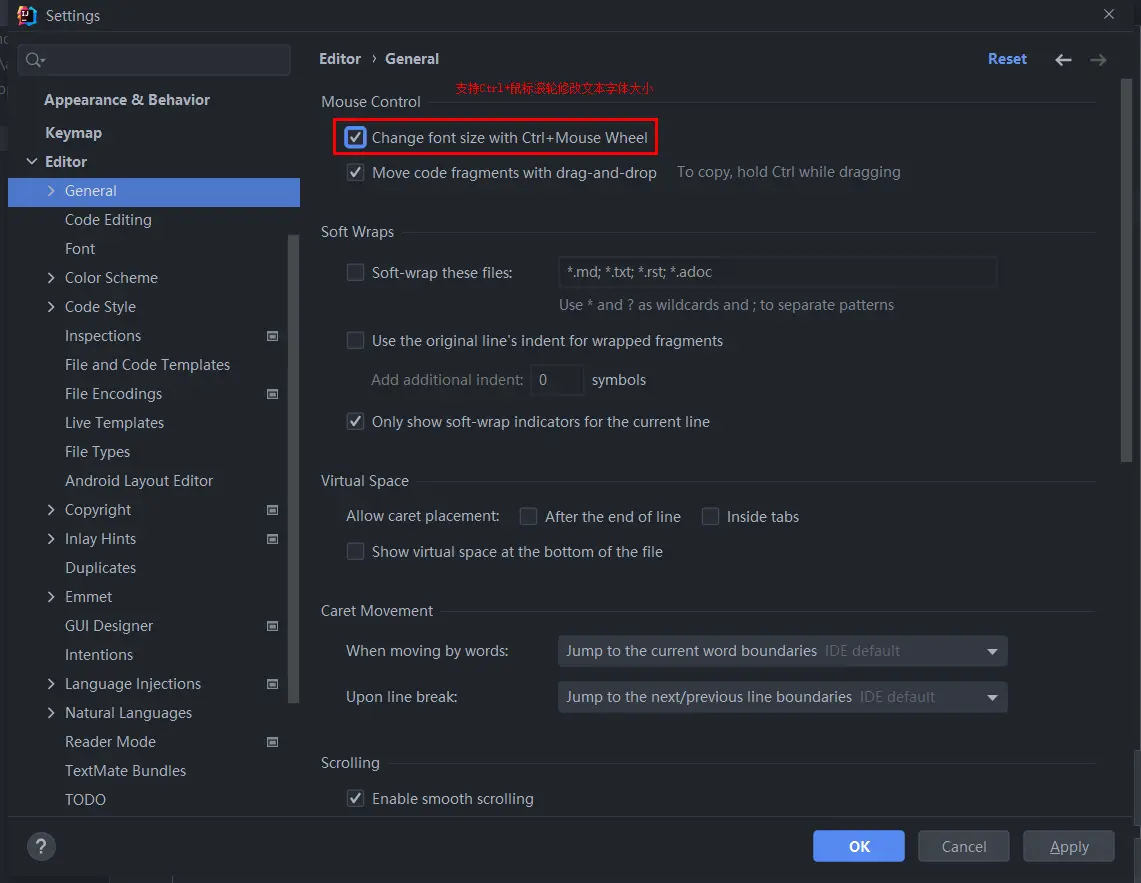 Settings
Editor › General
Reset
Appearance & Behavior
Keymap
Editor
General
Code Editing
Font
Color Scheme
Code Style
Inspections
File and Code Templates
File Encodings
Live Templates
File Types
Android Layout Editor
Copyright
Inlay Hints
Duplicates
Emmet
GUI Designer
Intentions
Language Injections
Natural Languages
Reader Mode
TextMate Bundles
TODO
支持Ctrl+鼠标滚轮修改文本字体大小
Mouse Control
Change font size with Ctrl+Mouse Wheel
Move code fragments with drag-and-drop To copy, hold Ctrl while dragging
Soft Wraps
Soft-wrap these files: *.md; *.txt; *.rst; *.adoc
Use * and ? as wildcards and ; to separate patterns
Use the original line's indent for wrapped fragments
Add additional indent: 0 symbols
Only show soft-wrap indicators for the current line
Virtual Space
Allow caret placement: After the end of line Inside tabs
Show virtual space at the bottom of the file
Caret Movement
When moving by words: Jump to the current word boundaries IDE default
Upon line break: Jump to the next/previous line boundaries IDE default
Scrolling
Enable smooth scrolling
?
OK Cancel Apply